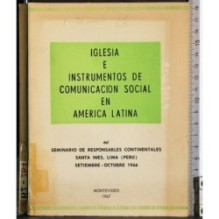 IGLESIA
E
INSTRUMENTOS DE
COMUNICACION SOCIAL
EN
AMERICA LATINA
del
SEMINARIO DE RESPONSABLES CONTINENTALES
SANTA INES, LIMA (PERU)
SETIEMBRE - OCTUBRE 1966
MONTEVIDEO
1967